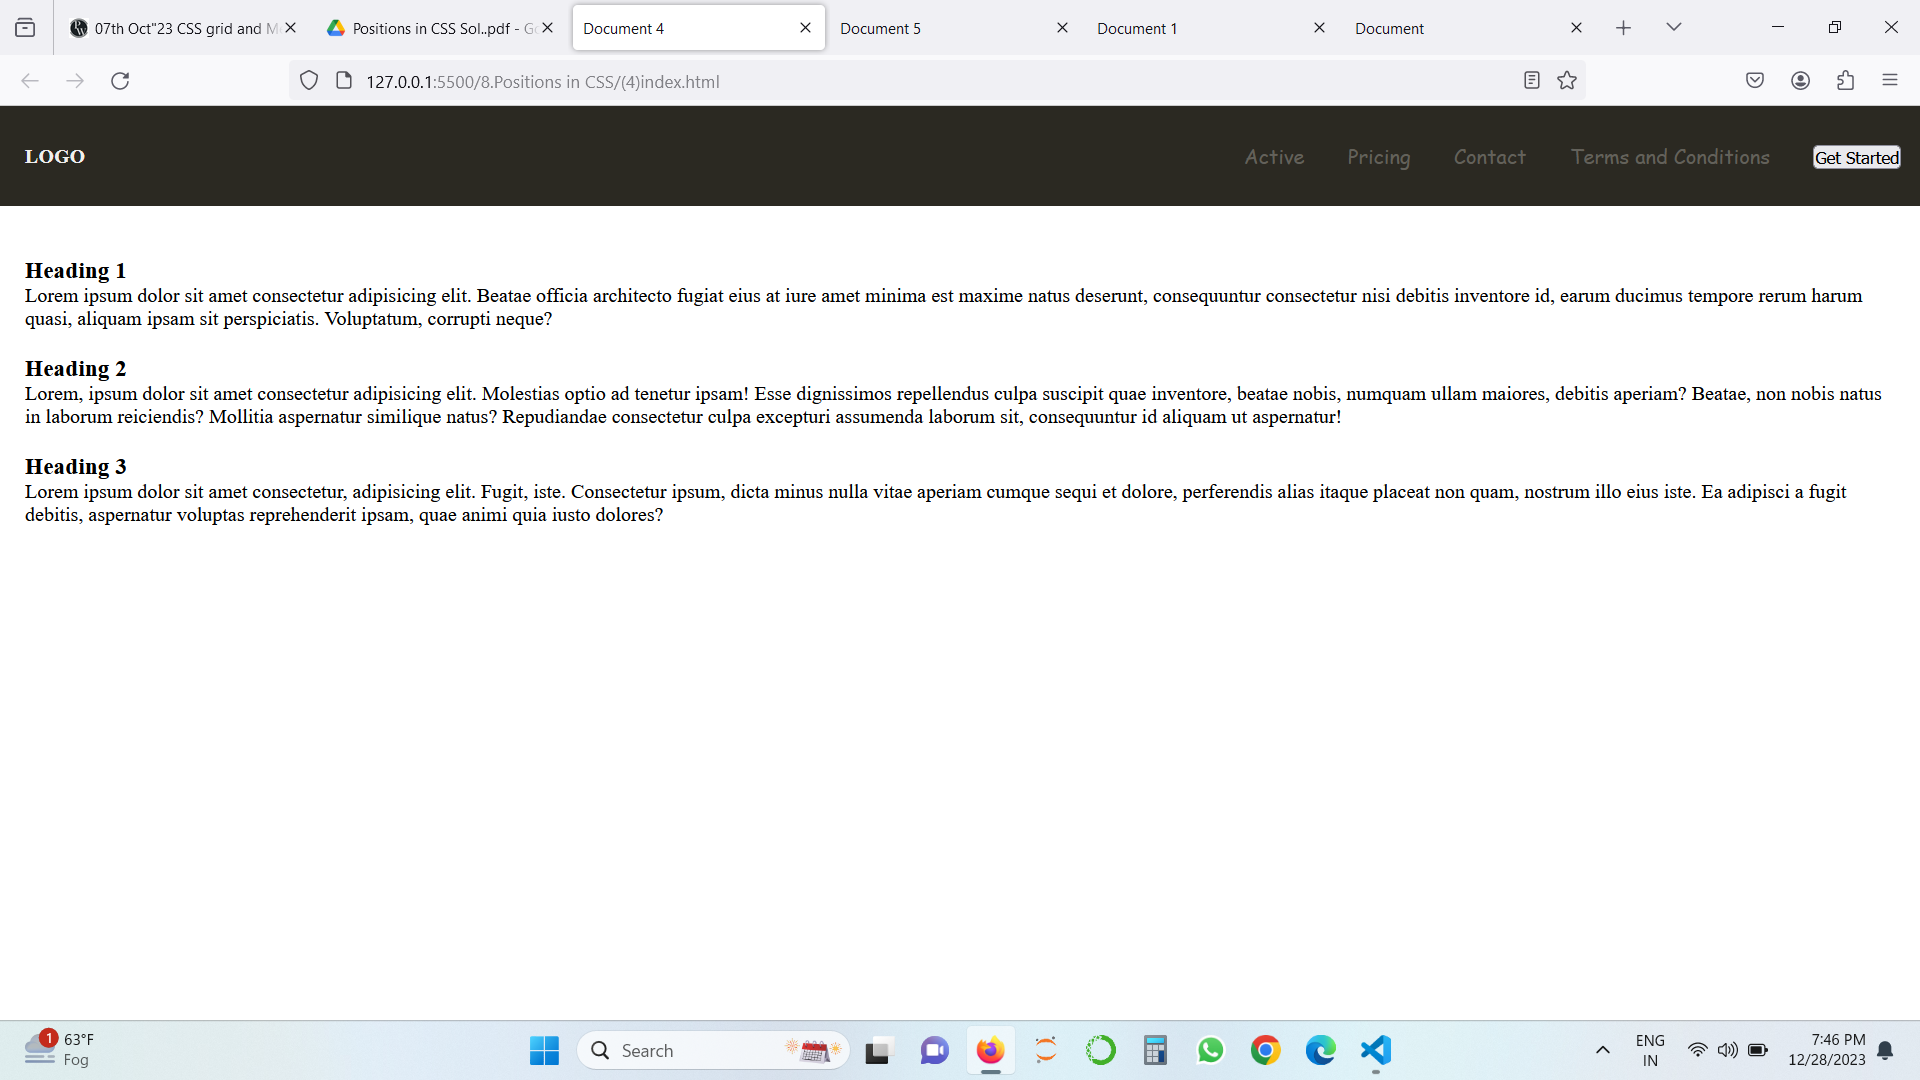 07th Oct"23 CSS grid and M
Positions in CSS Sol..pdf - Go
Document 4
Document 5
Document 1
Document
127.0.0.1:5500/8.Positions in CSS/(4)index.html
LOGO
Active
Pricing
Contact
Terms and Conditions
Get Started
Heading 1
Lorem ipsum dolor sit amet consectetur adipisicing elit. Beatae officia architecto fugiat eius at iure amet minima est maxime natus deserunt, consequuntur consectetur nisi debitis inventore id, earum ducimus tempore rerum harum
quasi, aliquam ipsam sit perspiciatis. Voluptatum, corrupti neque?
Heading 2
Lorem, ipsum dolor sit amet consectetur adipisicing elit. Molestias optio ad tenetur ipsam! Esse dignissimos repellendus culpa suscipit quae inventore, beatae nobis, numquam ullam maiores, debitis aperiam? Beatae, non nobis natus
in laborum reiciendis? Mollitia aspernatur similique natus? Repudiandae consectetur culpa excepturi assumenda laborum sit, consequuntur id aliquam ut aspernatur!
Heading 3
Lorem ipsum dolor sit amet consectetur, adipisicing elit. Fugit, iste. Consectetur ipsum, dicta minus nulla vitae aperiam cumque sequi et dolore, perferendis alias itaque placeat non quam, nostrum illo eius iste. Ea adipisci a fugit
debitis, aspernatur voluptas reprehenderit ipsam, quae animi quia iusto dolores?
1
63°F
Fog
Search
ENG
IN
7:46 PM
12/28/2023